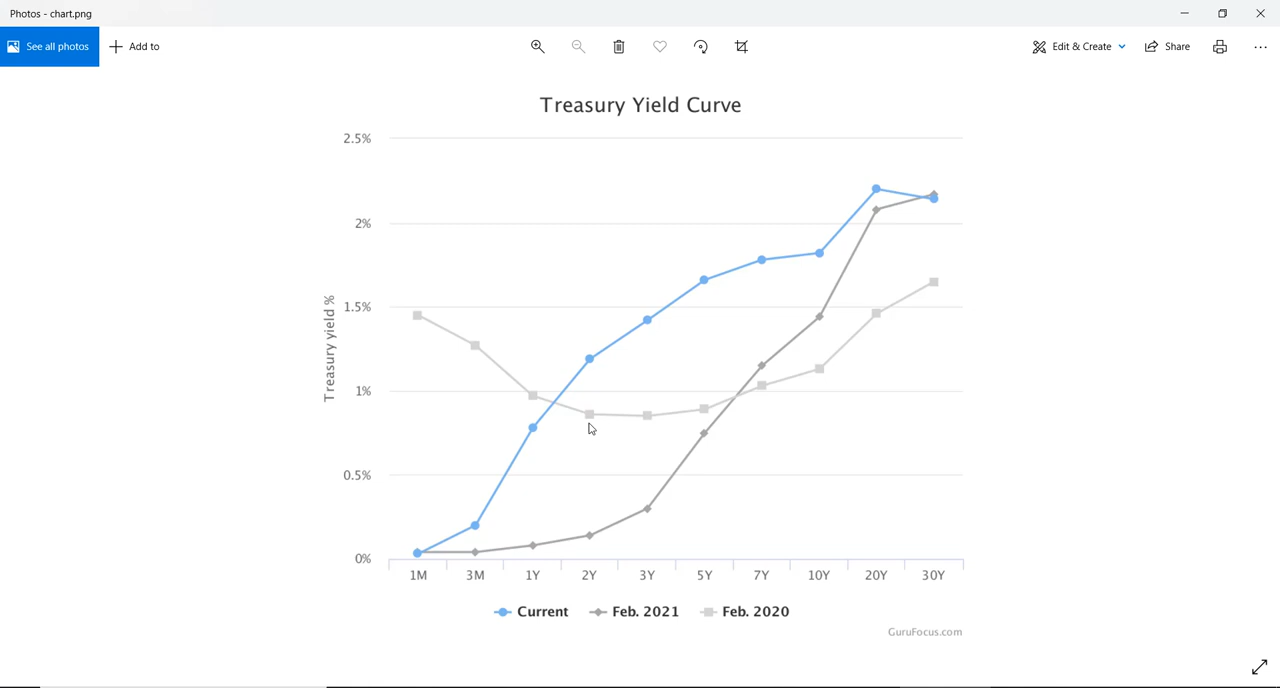 Photos - chart.png
See all photos
Add to
Edit & Create
Share
Treasury Yield Curve
2.5%
2%
1.5%
1%
0.5%
0%
Treasury yield %
1M 3M 1Y 2Y 3Y 5Y 7Y 10Y 20Y 30Y
Current Feb. 2021 Feb. 2020
GuruFocus.com